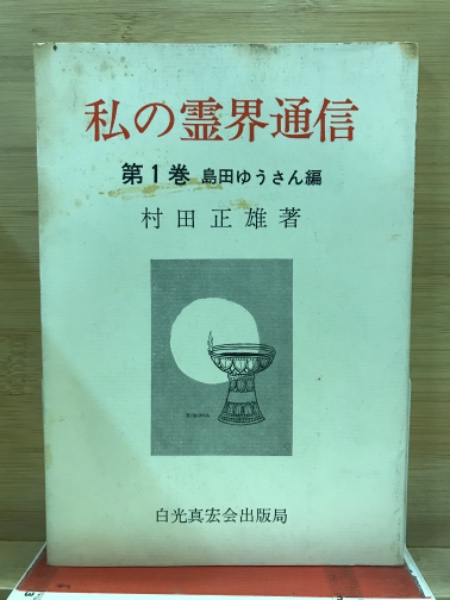 私の霊界通信
第1巻 島田ゆうさん編
村田正雄著
白光真宏会出版局